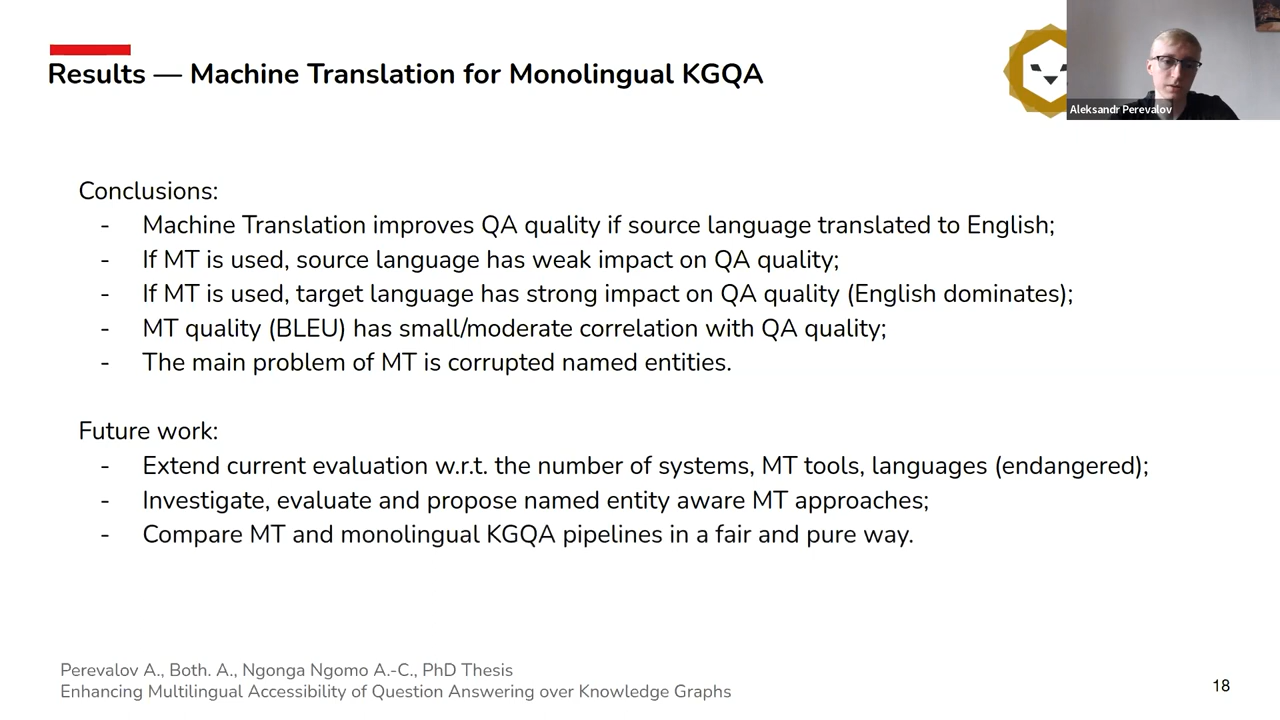 Results — Machine Translation for Monolingual KGQA
Aleksandr Perevalov
Conclusions:
- Machine Translation improves QA quality if source language translated to English;
- If MT is used, source language has weak impact on QA quality;
- If MT is used, target language has strong impact on QA quality (English dominates);
- MT quality (BLEU) has small/moderate correlation with QA quality;
- The main problem of MT is corrupted named entities.
Future work:
- Extend current evaluation w.r.t. the number of systems, MT tools, languages (endangered);
- Investigate, evaluate and propose named entity aware MT approaches;
- Compare MT and monolingual KGQA pipelines in a fair and pure way.
Perevalov A., Both. A., Ngonga Ngomo A.-C., PhD Thesis
Enhancing Multilingual Accessibility of Question Answering over Knowledge Graphs
18